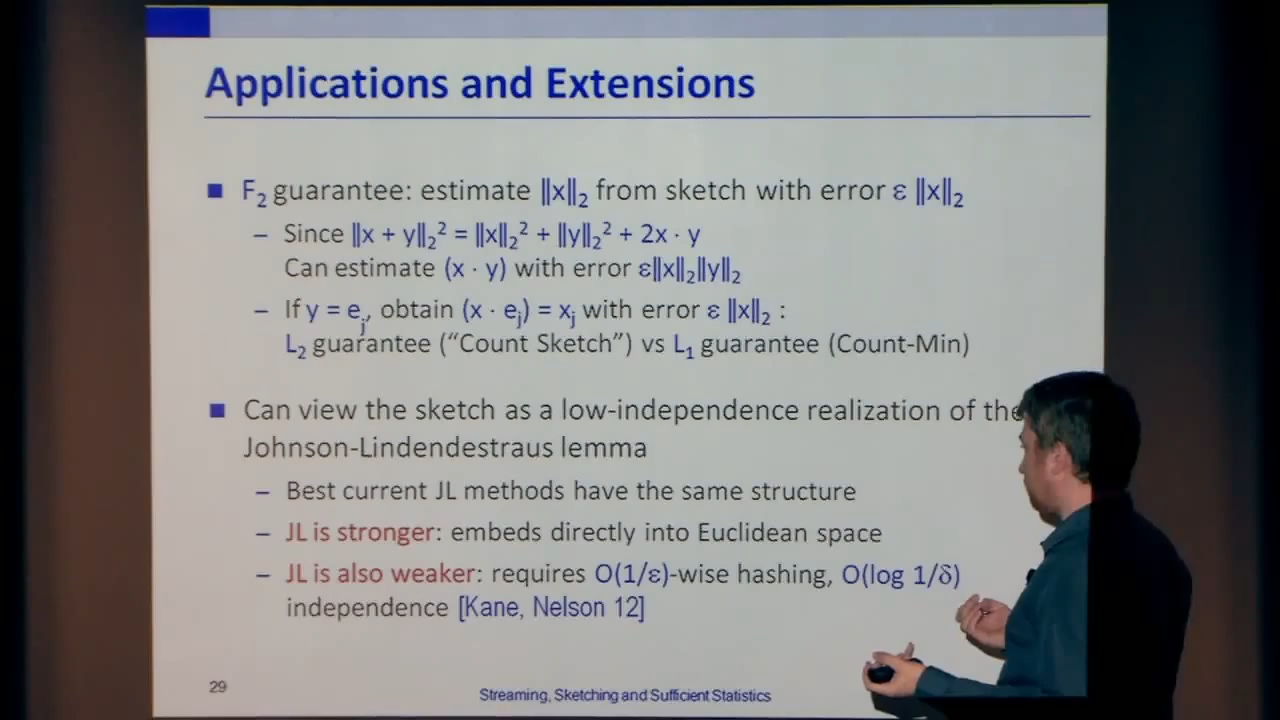 Applications and Extensions
■ F₂ guarantee: estimate ‖x‖₂ from sketch with error ε ‖x‖₂
– Since ‖x + y‖₂² = ‖x‖₂² + ‖y‖₂² + 2x · y
Can estimate (x · y) with error ε‖x‖₂‖y‖₂
– If y = eⱼ, obtain (x · eⱼ) = xⱼ with error ε ‖x‖₂ :
L₂ guarantee (“Count Sketch”) vs L₁ guarantee (Count-Min)
■ Can view the sketch as a low-independence realization of the
Johnson-Lindendestraus lemma
– Best current JL methods have the same structure
– JL is stronger: embeds directly into Euclidean space
– JL is also weaker: requires O(1/ε)-wise hashing, O(log 1/δ)
independence [Kane, Nelson 12]
29
Streaming, Sketching and Sufficient Statistics